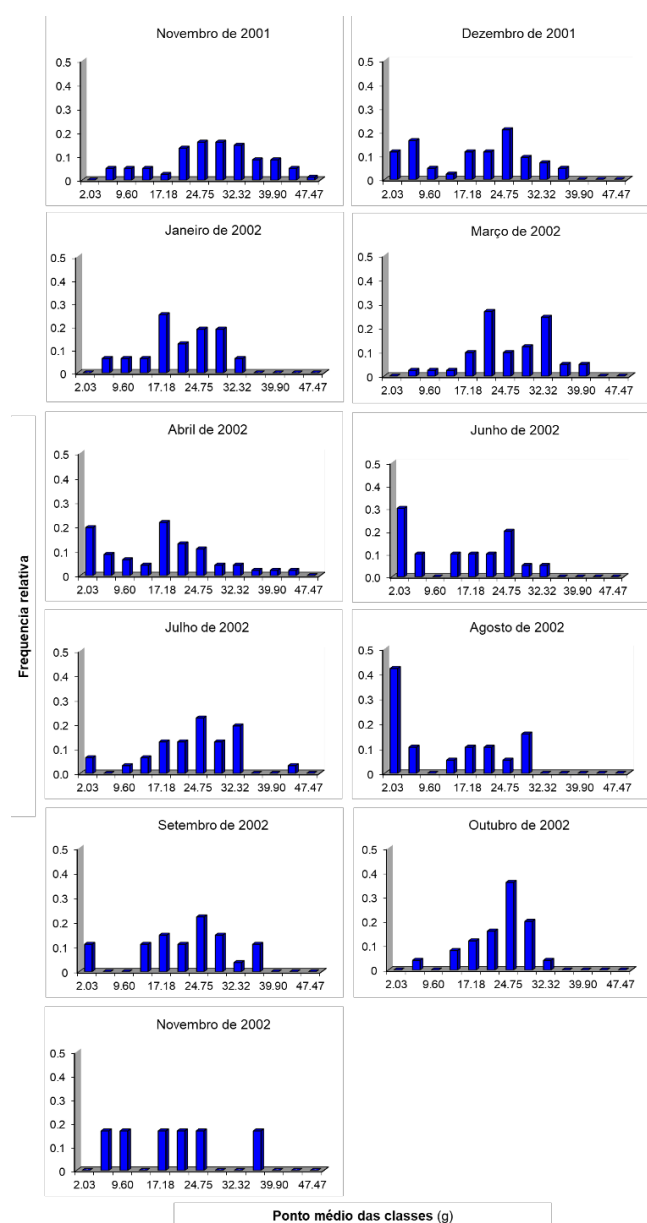 Novembro de 2001
0.5
0.4
0.3
0.2
0.1
0
2.03 9.60 17.18 24.75 32.32 39.90 47.47
Dezembro de 2001
0.5
0.4
0.3
0.2
0.1
0
2.03 9.60 17.18 24.75 32.32 39.90 47.47
Janeiro de 2002
0.5
0.4
0.3
0.2
0.1
0
2.03 9.60 17.18 24.75 32.32 39.90 47.47
Março de 2002
0.5
0.4
0.3
0.2
0.1
0
2.03 9.60 17.18 24.75 32.32 39.90 47.47
Frequencia relativa
Abril de 2002
0.5
0.4
0.3
0.2
0.1
0
2.03 9.60 17.18 24.75 32.32 39.90 47.47
Junho de 2002
0.5
0.4
0.3
0.2
0.1
0.0
2.03 9.60 17.18 24.75 32.32 39.90 47.47
Julho de 2002
0.5
0.4
0.3
0.2
0.1
0.0
2.03 9.60 17.18 24.75 32.32 39.90 47.47
Agosto de 2002
0.5
0.4
0.3
0.2
0.1
0
2.03 9.60 17.18 24.75 32.32 39.90 47.47
Setembro de 2002
0.5
0.4
0.3
0.2
0.1
0
2.03 9.60 17.18 24.75 32.32 39.90 47.47
Outubro de 2002
0.5
0.4
0.3
0.2
0.1
0
2.03 9.60 17.18 24.75 32.32 39.90 47.47
Novembro de 2002
0.5
0.4
0.3
0.2
0.1
0
2.03 9.60 17.18 24.75 32.32 39.90 47.47
Ponto médio das classes (g)